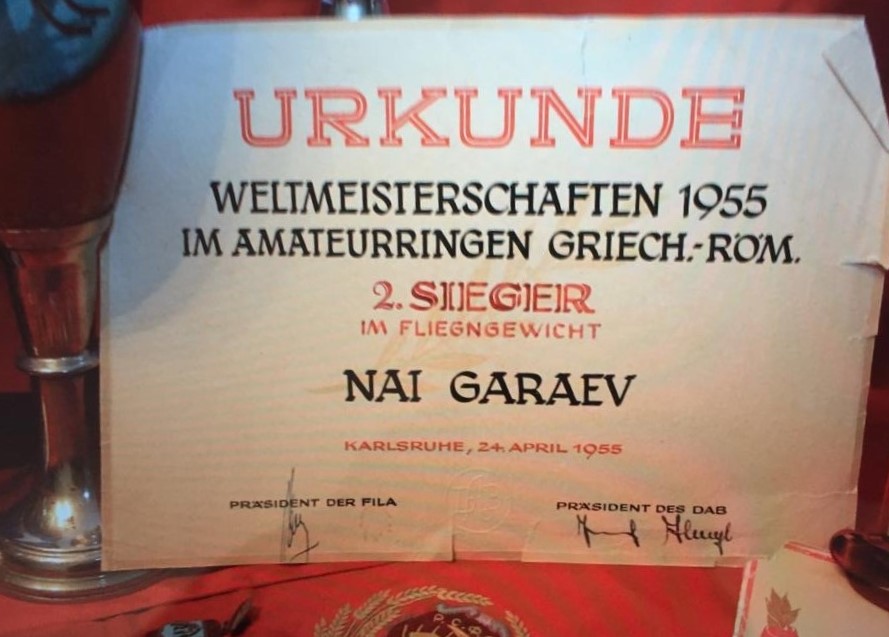 URKUNDE
WELTMEISTERSCHAFTEN 1955
IM AMATEURRINGEN GRIECH.-RÖM.
2. SIEGER
IM FLIEGNGEWICHT
NAI GARAEV
KARLSRUHE, 24. APRIL 1955
PRÄSIDENT DER FILA
PRÄSIDENT DES DAB